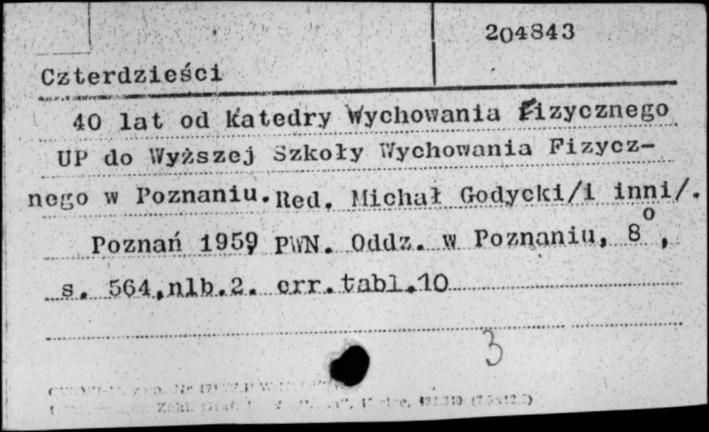 204843
Czterdzieści
40 lat od Katedry Wychowania Fizycznego
UP do Wyższej Szkoły Wychowania Fizycz-
nego w Poznaniu. Red. Michał Godycki/i inni/.
Poznań 1959 PWN. Oddz. w Poznaniu, 8°,
s. 564,nlb.2. err.tabl.10
3